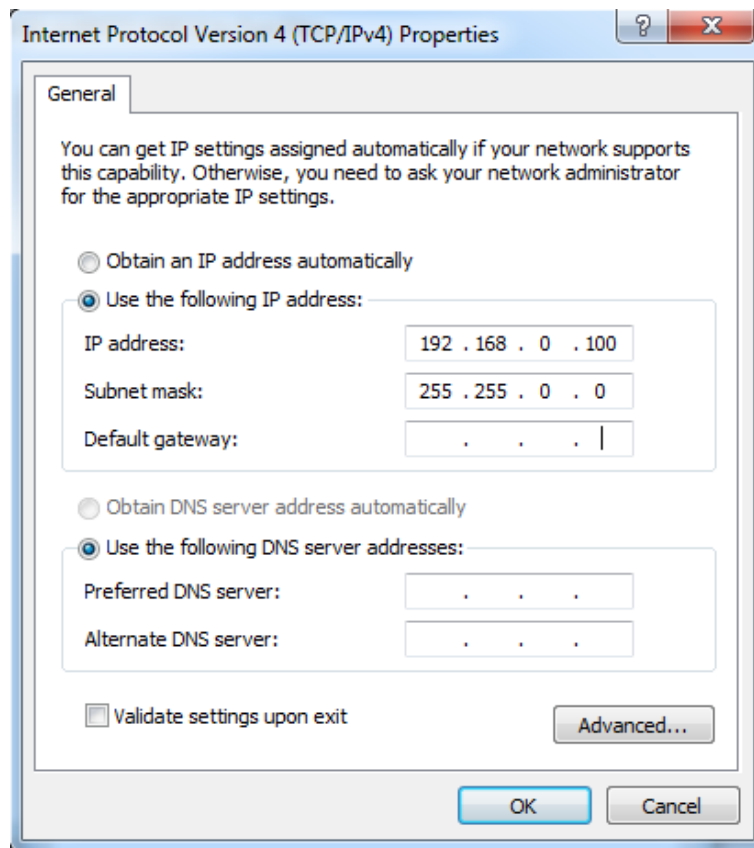 Internet Protocol Version 4 (TCP/IPv4) Properties
?
X
General
You can get IP settings assigned automatically if your network supports
this capability. Otherwise, you need to ask your network administrator
for the appropriate IP settings.
Obtain an IP address automatically
Use the following IP address:
IP address: 192 . 168 . 0 . 100
Subnet mask: 255 . 255 . 0 . 0
Default gateway: . . .
Obtain DNS server address automatically
Use the following DNS server addresses:
Preferred DNS server: . . .
Alternate DNS server: . . .
Validate settings upon exit
Advanced...
OK Cancel